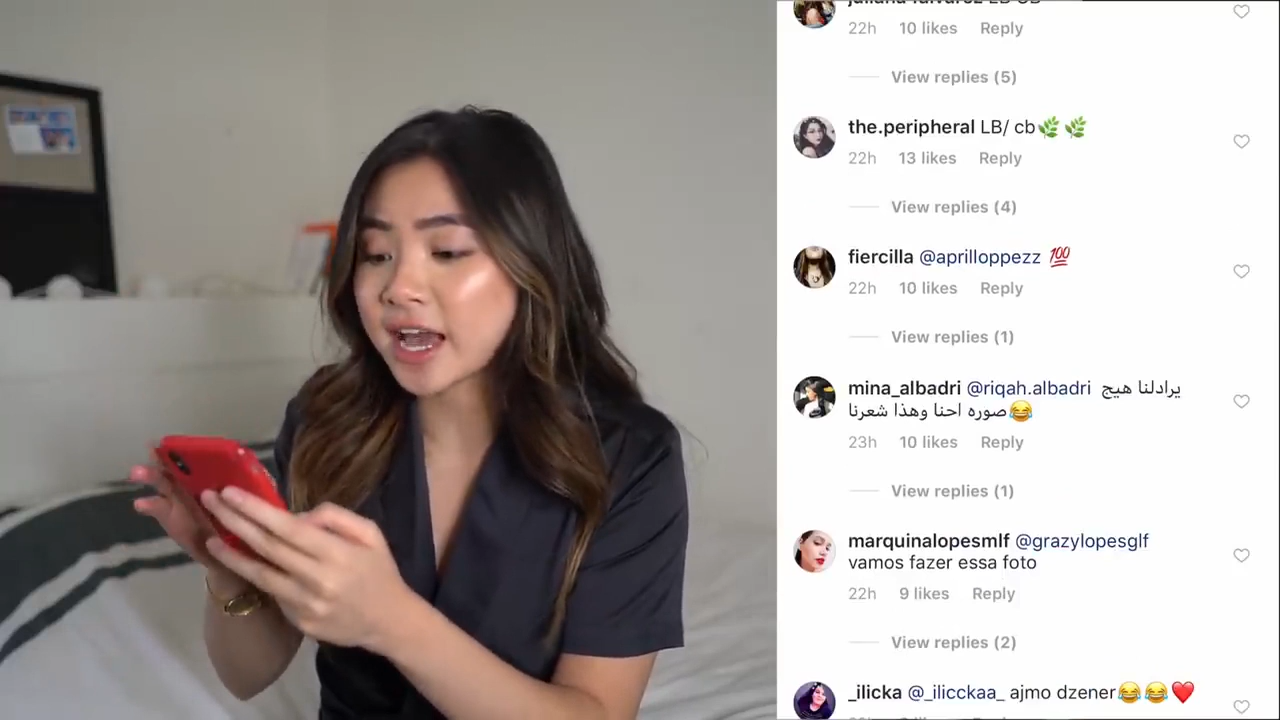 22h 10 likes Reply
View replies (5)
the.peripheral LB/ cb🌿🌿
22h 13 likes Reply
View replies (4)
fiercilla @aprilloppezz 💯
22h 10 likes Reply
View replies (1)
mina_albadri @riqah.albadri يرادلنا هيج
صوره احنا وهذا شعرنا😂
23h 10 likes Reply
View replies (1)
marquinalopesmlf @grazylopesglf
vamos fazer essa foto
22h 9 likes Reply
View replies (2)
_ilicka @_ilicckaa_ ajmo dzener😂😂❤️